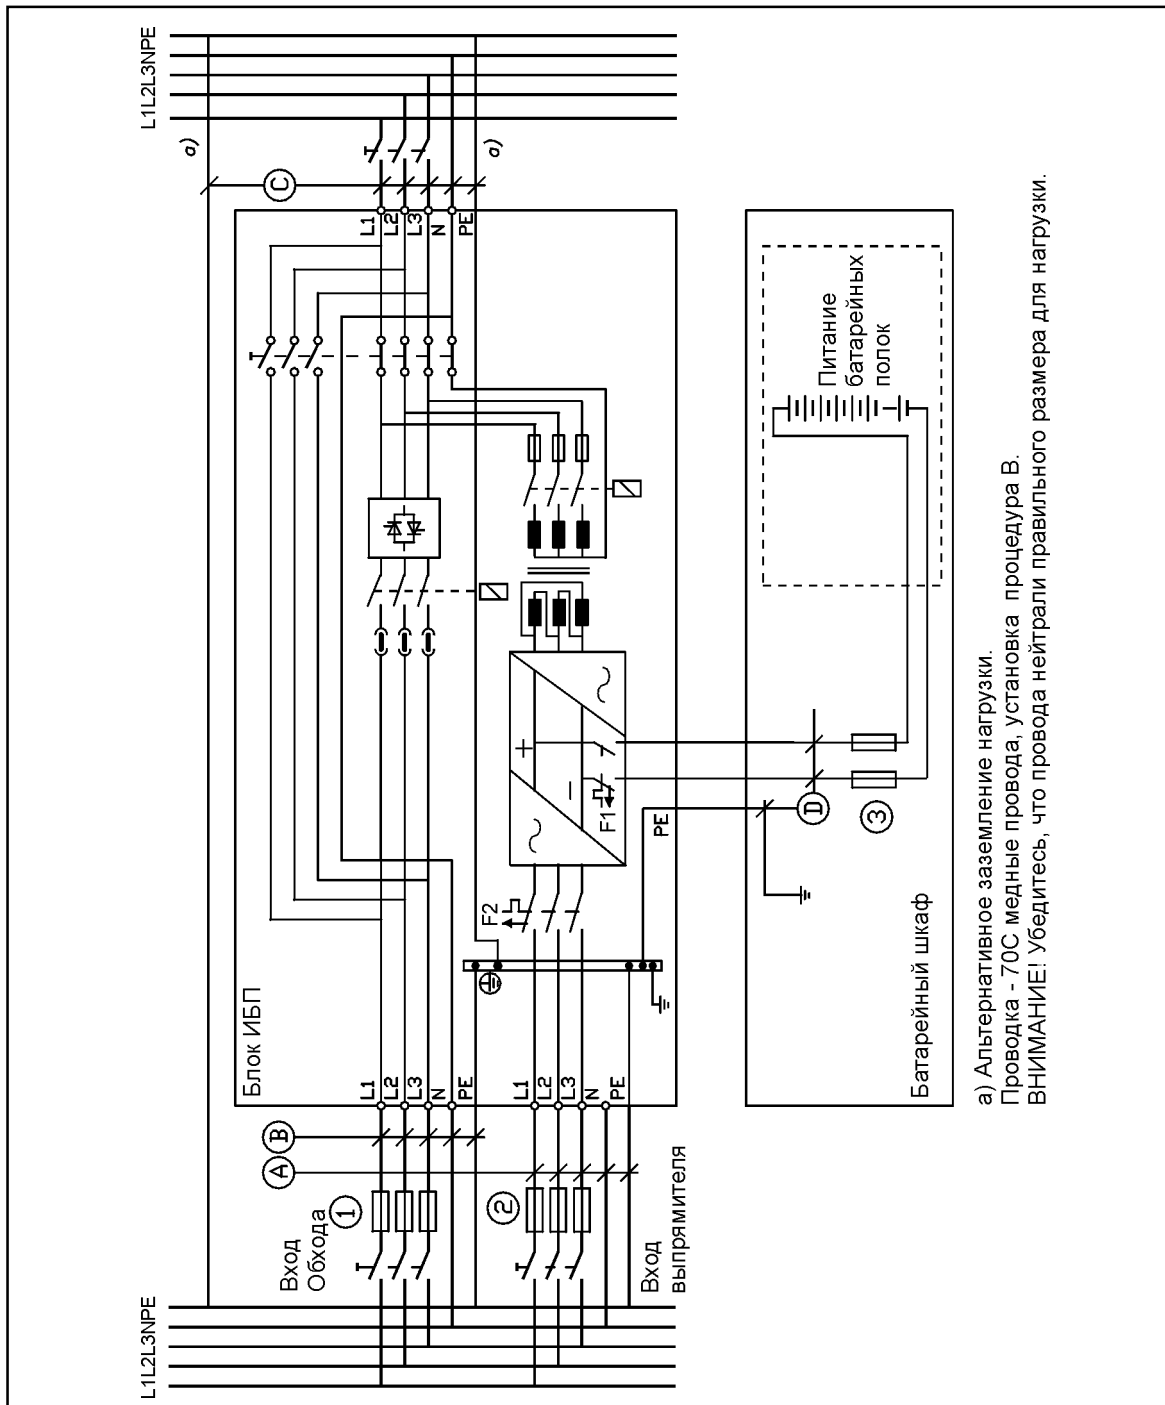 L1L2L3NPE
a)
a)
C
L1
L2
L3
N
PE
Питание
батарейных
полок
F1
F2
D
3
PE
Блок ИБП
Батарейный шкаф
L1
L2
L3
N
PE
L1
L2
L3
N
PE
B
A
1
2
Вход
Обхода
Вход
выпрямителя
L1L2L3NPE
а) Альтернативное заземление нагрузки.
Проводка - 70С медные провода, установка процедура В.
ВНИМАНИЕ! Убедитесь, что провода нейтрали правильного размера для нагрузки.